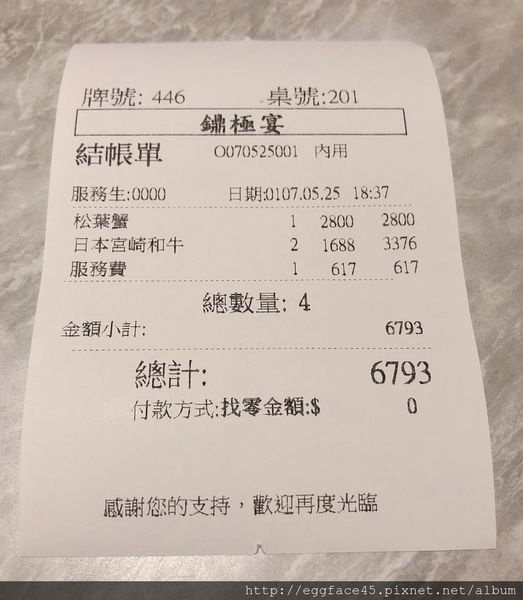 牌號: 446 桌號:201
鐤極宴
結帳單 O070525001 內用
服務生:0000 日期:0107.05.25 18:37
松葉蟹 1 2800 2800
日本宮崎和牛 2 1688 3376
服務費 1 617 617
總數量: 4
金額小計: 6793
總計: 6793
付款方式:找零金額:$ 0
感謝您的支持，歡迎再度光臨
http://eggface45.pixnet.net/album